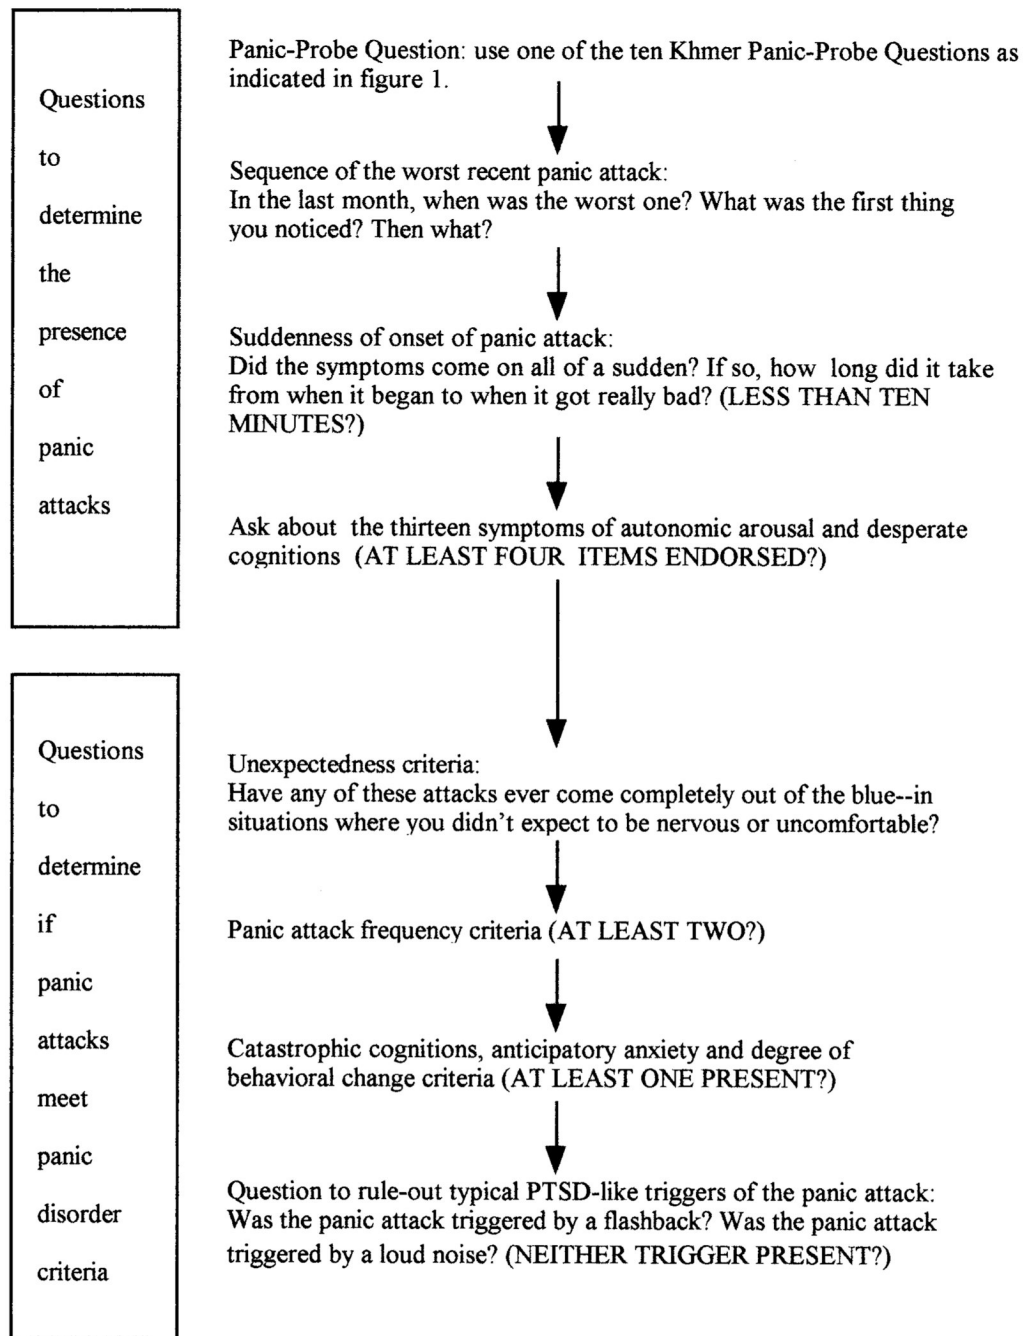 Questions
to
determine
the
presence
of
panic
attacks
Panic-Probe Question: use one of the ten Khmer Panic-Probe Questions as
indicated in figure 1.
Sequence of the worst recent panic attack:
In the last month, when was the worst one? What was the first thing
you noticed? Then what?
Suddenness of onset of panic attack:
Did the symptoms come on all of a sudden? If so, how long did it take
from when it began to when it got really bad? (LESS THAN TEN
MINUTES?)
Ask about the thirteen symptoms of autonomic arousal and desperate
cognitions (AT LEAST FOUR ITEMS ENDORSED?)
Questions
to
determine
if
panic
attacks
meet
panic
disorder
criteria
Unexpectedness criteria:
Have any of these attacks ever come completely out of the blue--in
situations where you didn't expect to be nervous or uncomfortable?
Panic attack frequency criteria (AT LEAST TWO?)
Catastrophic cognitions, anticipatory anxiety and degree of
behavioral change criteria (AT LEAST ONE PRESENT?)
Question to rule-out typical PTSD-like triggers of the panic attack:
Was the panic attack triggered by a flashback? Was the panic attack
triggered by a loud noise? (NEITHER TRIGGER PRESENT?)